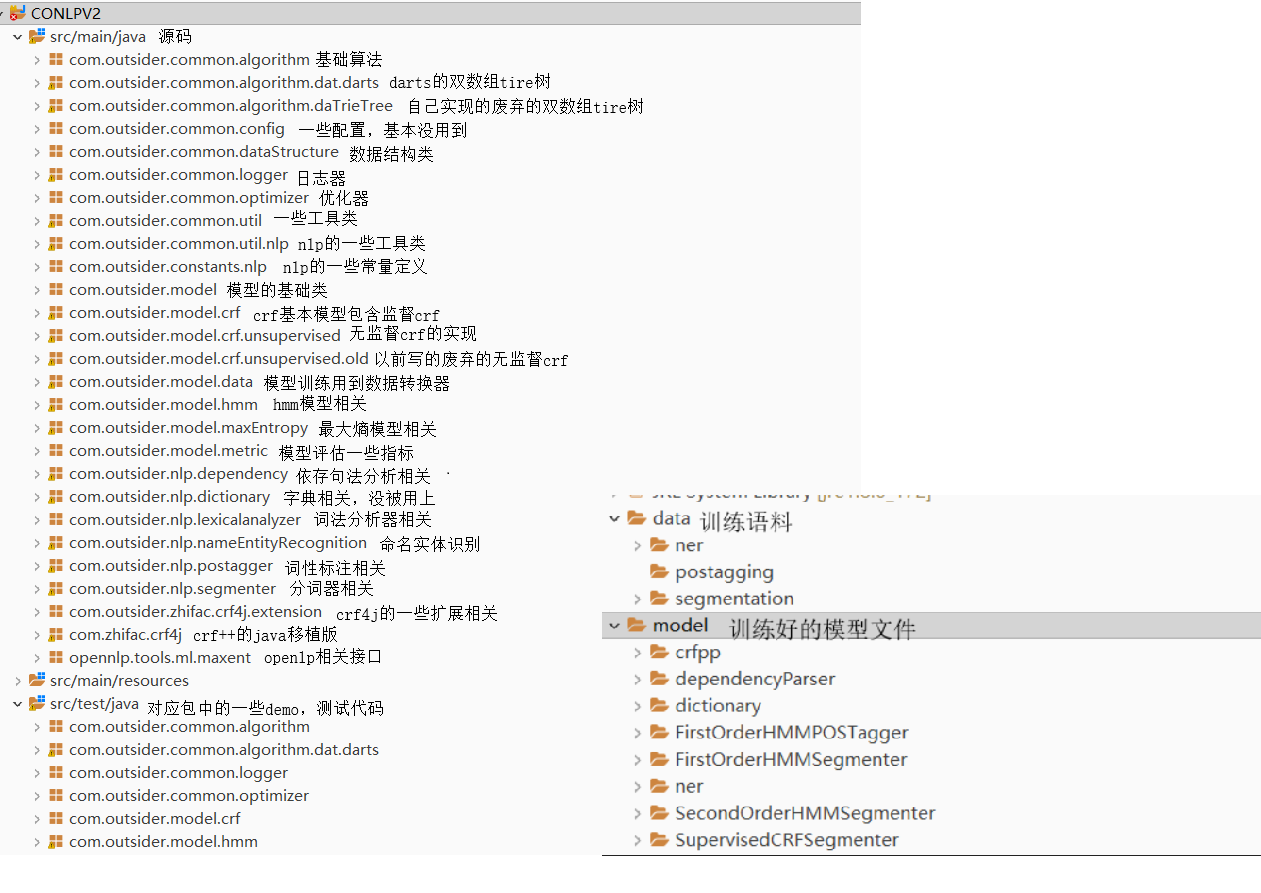 CONLPV2
src/main/java 源码
com.outsider.common.algorithm 基础算法
com.outsider.common.algorithm.dat.darts darts的双数组tire树
com.outsider.common.algorithm.daTrieTree 自己实现的废弃的双数组tire树
com.outsider.common.config 一些配置，基本没用到
com.outsider.common.dataStructure 数据结构类
com.outsider.common.logger 日志器
com.outsider.common.optimizer 优化器
com.outsider.common.util 一些工具类
com.outsider.common.util.nlp nlp的一些工具类
com.outsider.constants.nlp nlp的一些常量定义
com.outsider.model 模型的基础类
com.outsider.model.crf crf基本模型包含监督crf
com.outsider.model.crf.unsupervised 无监督crf的实现
com.outsider.model.crf.unsupervised.old 以前写的废弃的无监督crf
com.outsider.model.data 模型训练用到数据转换器
com.outsider.model.hmm hmm模型相关
com.outsider.model.maxEntropy 最大熵模型相关
com.outsider.model.metric 模型评估一些指标
com.outsider.nlp.dependency 依存句法分析相关
com.outsider.nlp.dictionary 字典相关，没被用上
com.outsider.nlp.lexicalanalyzer 词法分析器相关
com.outsider.nlp.nameEntityRecognition 命名实体识别
com.outsider.nlp.postagger 词性标注相关
com.outsider.nlp.segmenter 分词器相关
com.outsider.zhifac.crf4j.extension crf4j的一些扩展相关
com.zhifac.crf4j crf++的java移植版
opennlp.tools.ml.maxent openlp相关接口
src/main/resources
src/test/java 对应包中的一些demo，测试代码
com.outsider.common.algorithm
com.outsider.common.algorithm.dat.darts
com.outsider.common.logger
com.outsider.common.optimizer
com.outsider.model.crf
com.outsider.model.hmm
data 训练语料
ner
postagging
segmentation
model 训练好的模型文件
crfpp
dependencyParser
dictionary
FirstOrderHMMPOSTagger
FirstOrderHMMSegmenter
ner
SecondOrderHMMSegmenter
SupervisedCRFSegmenter